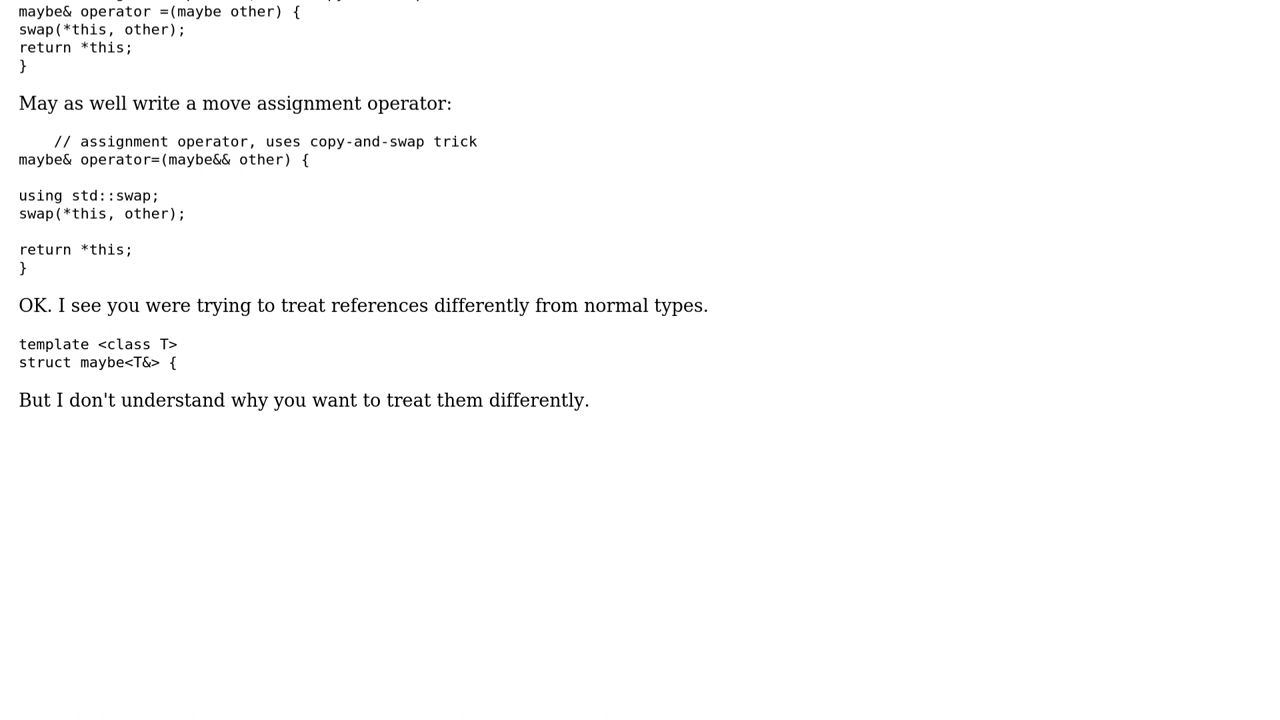 maybe& operator =(maybe other) {
swap(*this, other);
return *this;
}
May as well write a move assignment operator:
// assignment operator, uses copy-and-swap trick
maybe& operator=(maybe&& other) {
using std::swap;
swap(*this, other);
return *this;
}
OK. I see you were trying to treat references differently from normal types.
template <class T>
struct maybe<T&> {
But I don't understand why you want to treat them differently.